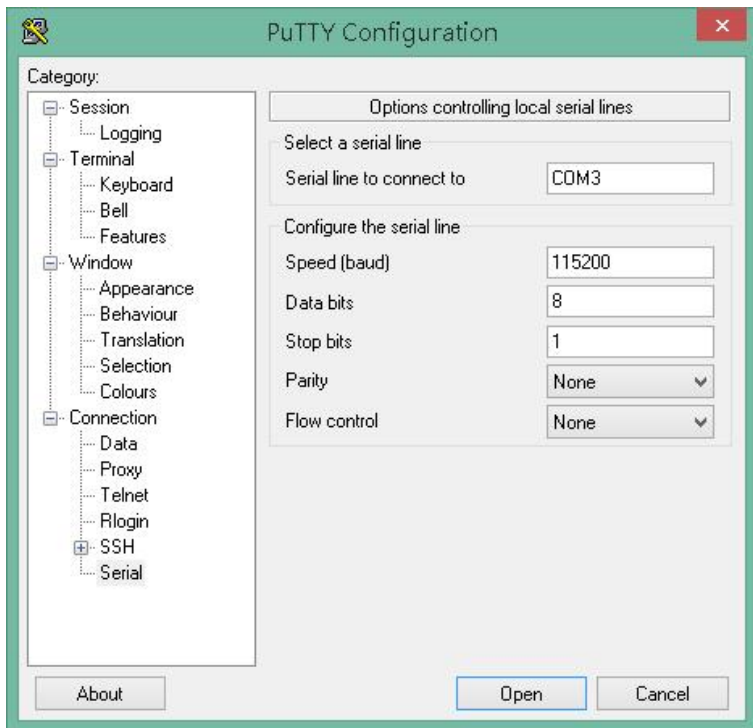 PuTTY Configuration
Category:
Session
Logging
Terminal
Keyboard
Bell
Features
Window
Appearance
Behaviour
Translation
Selection
Colours
Connection
Data
Proxy
Telnet
Rlogin
SSH
Serial
Options controlling local serial lines
Select a serial line
Serial line to connect to COM3
Configure the serial line
Speed (baud) 115200
Data bits 8
Stop bits 1
Parity None
Flow control None
About Open Cancel